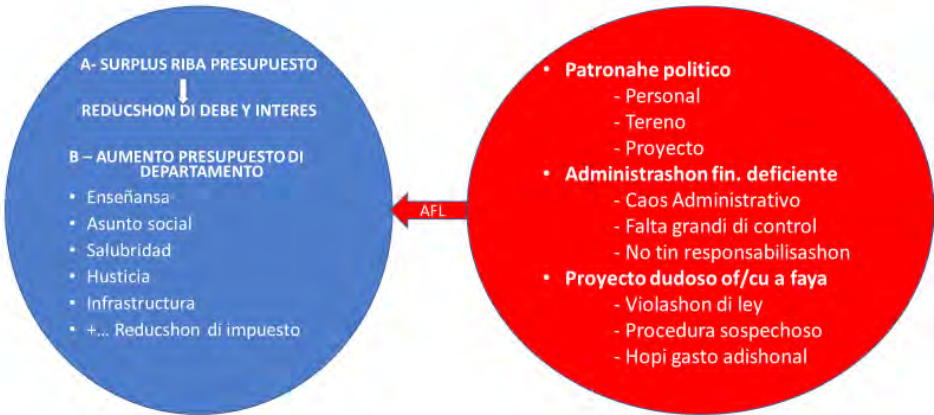 A- SURPLUS RIBA PRESUPUESTO
REDUCSHON DI DEBE Y INTERES
B – AUMENTO PRESUPUESTO DI
DEPARTAMENTO
• Enseñansa
• Asunto social
• Salubridad
• Husticia
• Infrastructura
• +... Reducshon di impuesto
AFL
• Patronahe politico
- Personal
- Tereno
- Proyecto
• Administrashon fin. deficiente
- Caos Administrativo
- Falta grandi di control
- No tin responsabilisashon
• Proyecto dudoso of/cu a faya
- Violashon di ley
- Procedura sospechoso
- Hopi gasto adishonal